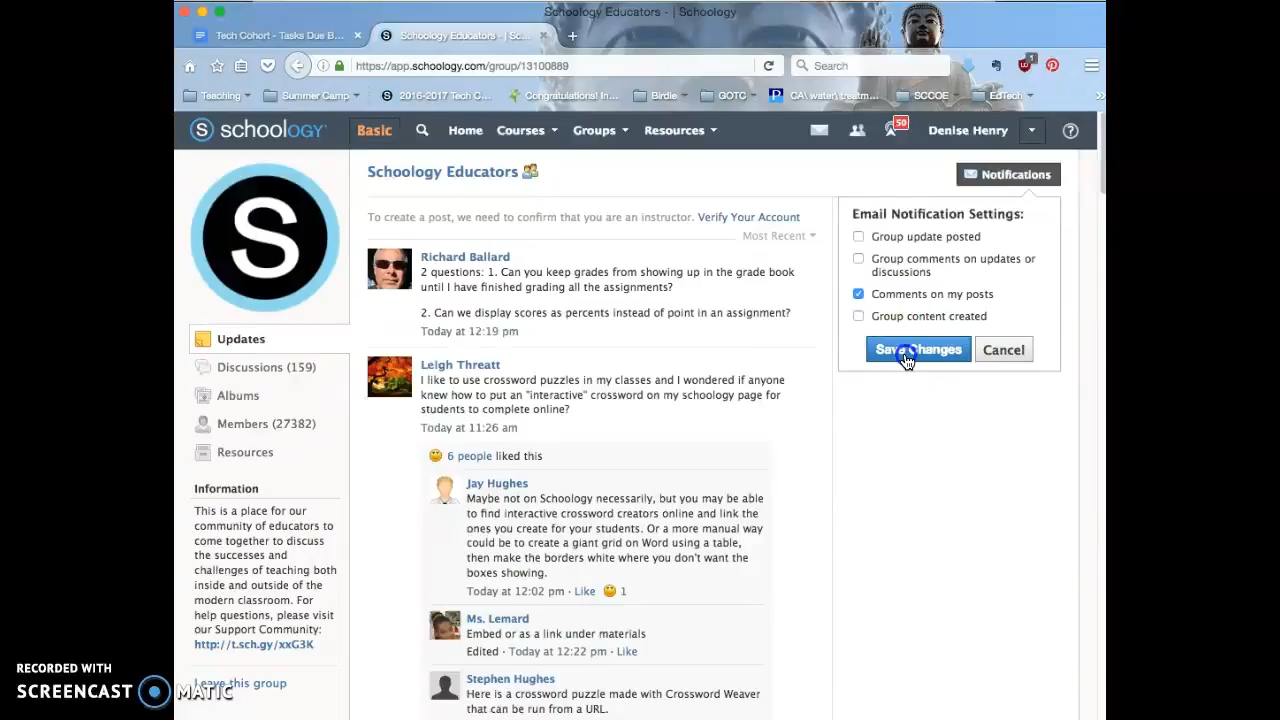 Schoology Educators - | Schoology
Tech Cohort - Tasks Due B...
Schoology Educators - | Sc...
https://app.schoology.com/group/13100889
Search
1
Teaching
Summer Camp
2016-2017 Tech C...
Congratulations! In...
Birdie
GOTC
CA\ water\ treatm...
SCCOE
EdTech
schoology
Basic
Home
Courses
Groups
Resources
50
Denise Henry
Schoology Educators
Notifications
To create a post, we need to confirm that you are an instructor. Verify Your Account
Most Recent
Email Notification Settings:
Group update posted
Group comments on updates or
discussions
Comments on my posts
Group content created
Save Changes
Cancel
Richard Ballard
2 questions: 1. Can you keep grades from showing up in the grade book
until I have finished grading all the assignments?
2. Can we display scores as percents instead of point in an assignment?
Today at 12:19 pm
Leigh Threatt
I like to use crossword puzzles in my classes and I wondered if anyone
knew how to put an "interactive" crossword on my schoology page for
students to complete online?
Today at 11:26 am
6 people liked this
Jay Hughes
Maybe not on Schoology necessarily, but you may be able
to find interactive crossword creators online and link the
ones you create for your students. Or a more manual way
could be to create a giant grid on Word using a table,
then make the borders white where you don't want the
boxes showing.
Today at 12:02 pm · Like 1
Ms. Lemard
Embed or as a link under materials
Edited · Today at 12:22 pm · Like
Stephen Hughes
Here is a crossword puzzle made with Crossword Weaver
that can be run from a URL.
S
Updates
Discussions (159)
Albums
Members (27382)
Resources
Information
This is a place for our
community of educators to
come together to discuss
the successes and
challenges of teaching both
inside and outside of the
modern classroom. For
help questions, please visit
our Support Community:
http://t.sch.gy/xxG3K
Leave this group
RECORDED WITH
SCREENCAST MATIC